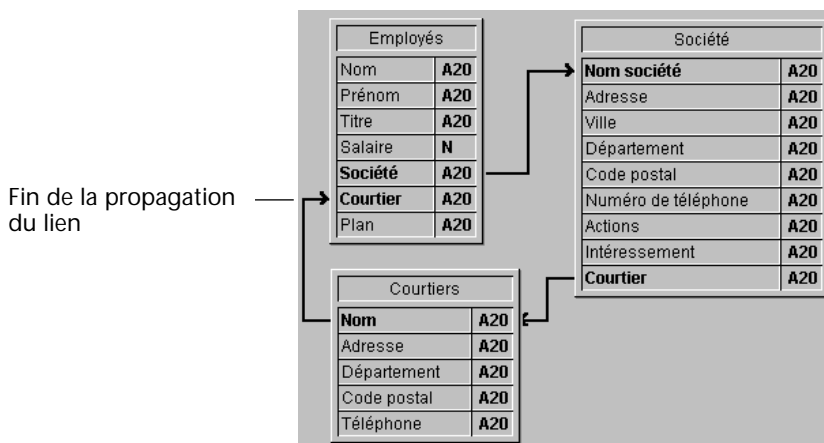 Fin de la propagation
du lien
Employés
Nom A20
Prénom A20
Titre A20
Salaire N
Société A20
Courtier A20
Plan A20
Société
Nom société A20
Adresse A20
Ville A20
Département A20
Code postal A20
Numéro de téléphone A20
Actions A20
Intéressement A20
Courtier A20
Courtiers
Nom A20
Adresse A20
Département A20
Code postal A20
Téléphone A20